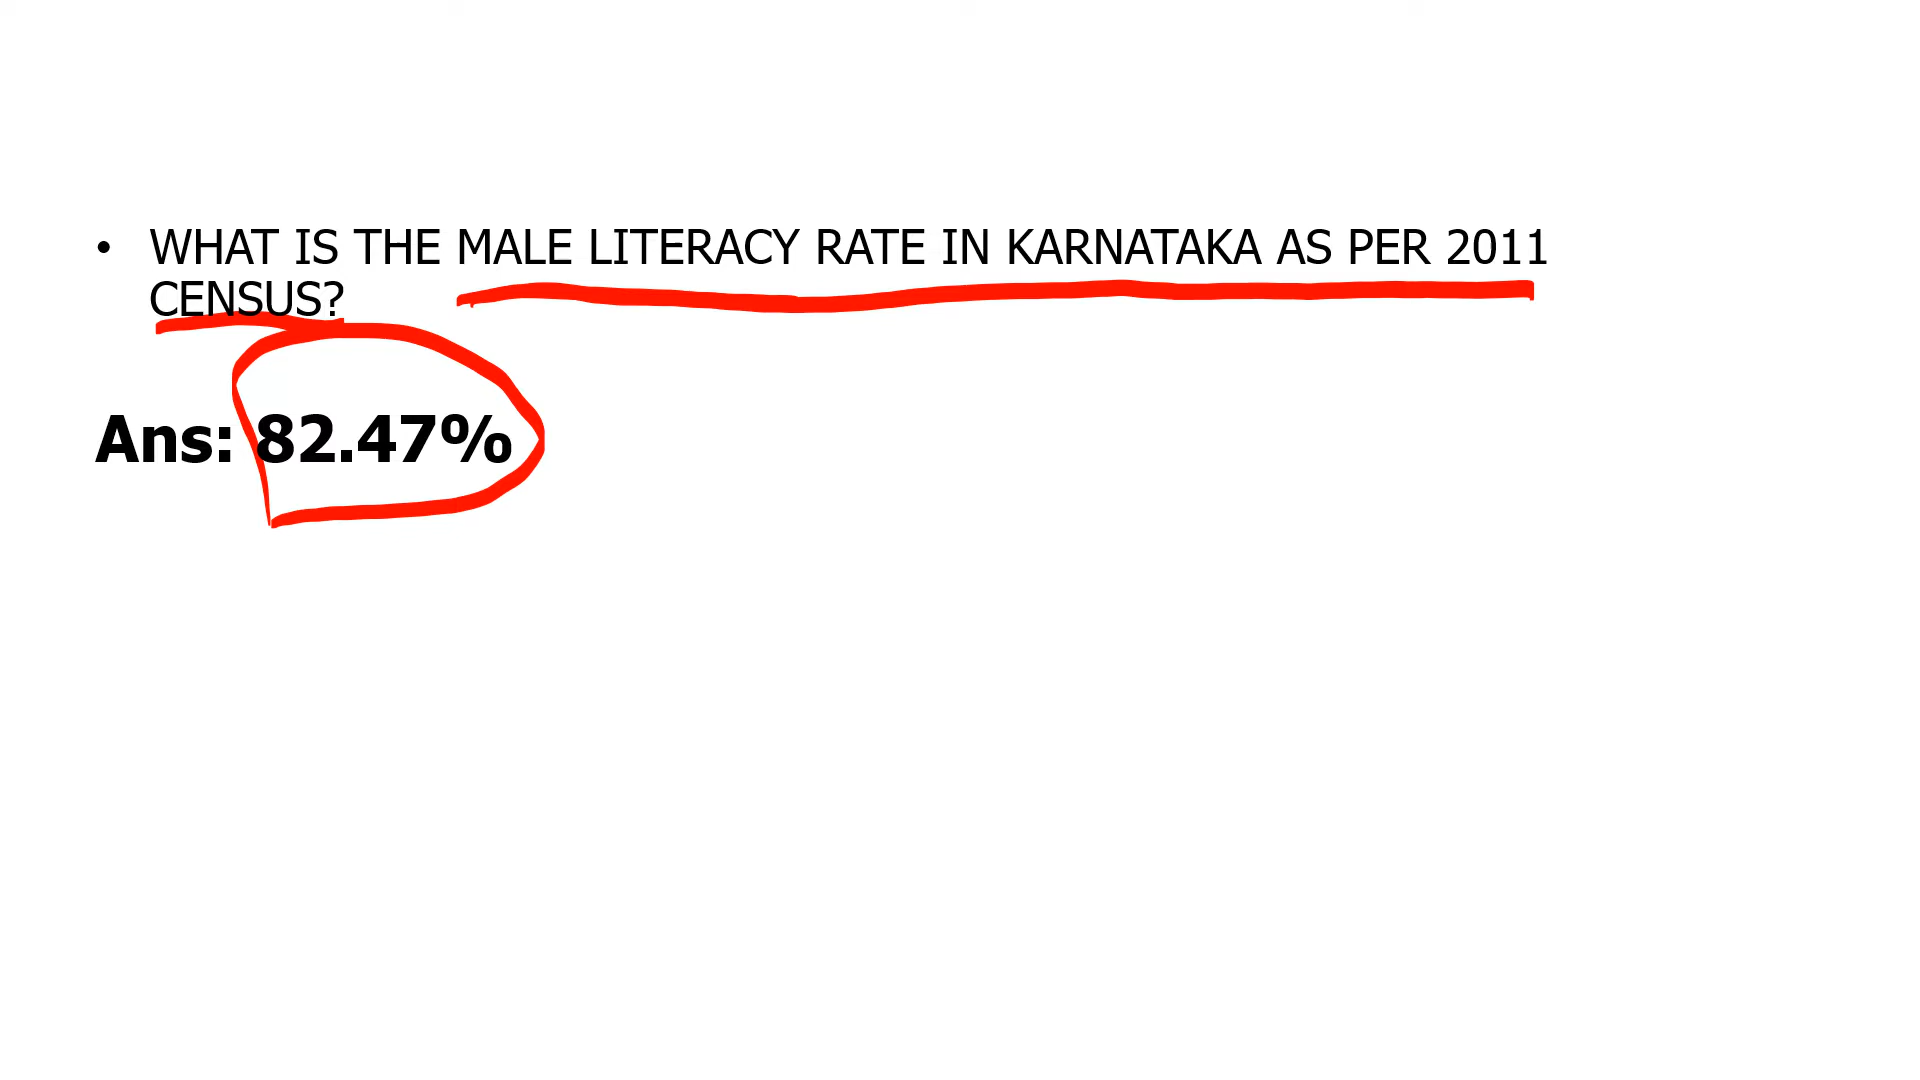 • WHAT IS THE MALE LITERACY RATE IN KARNATAKA AS PER 2011
CENSUS?
Ans: 82.47%